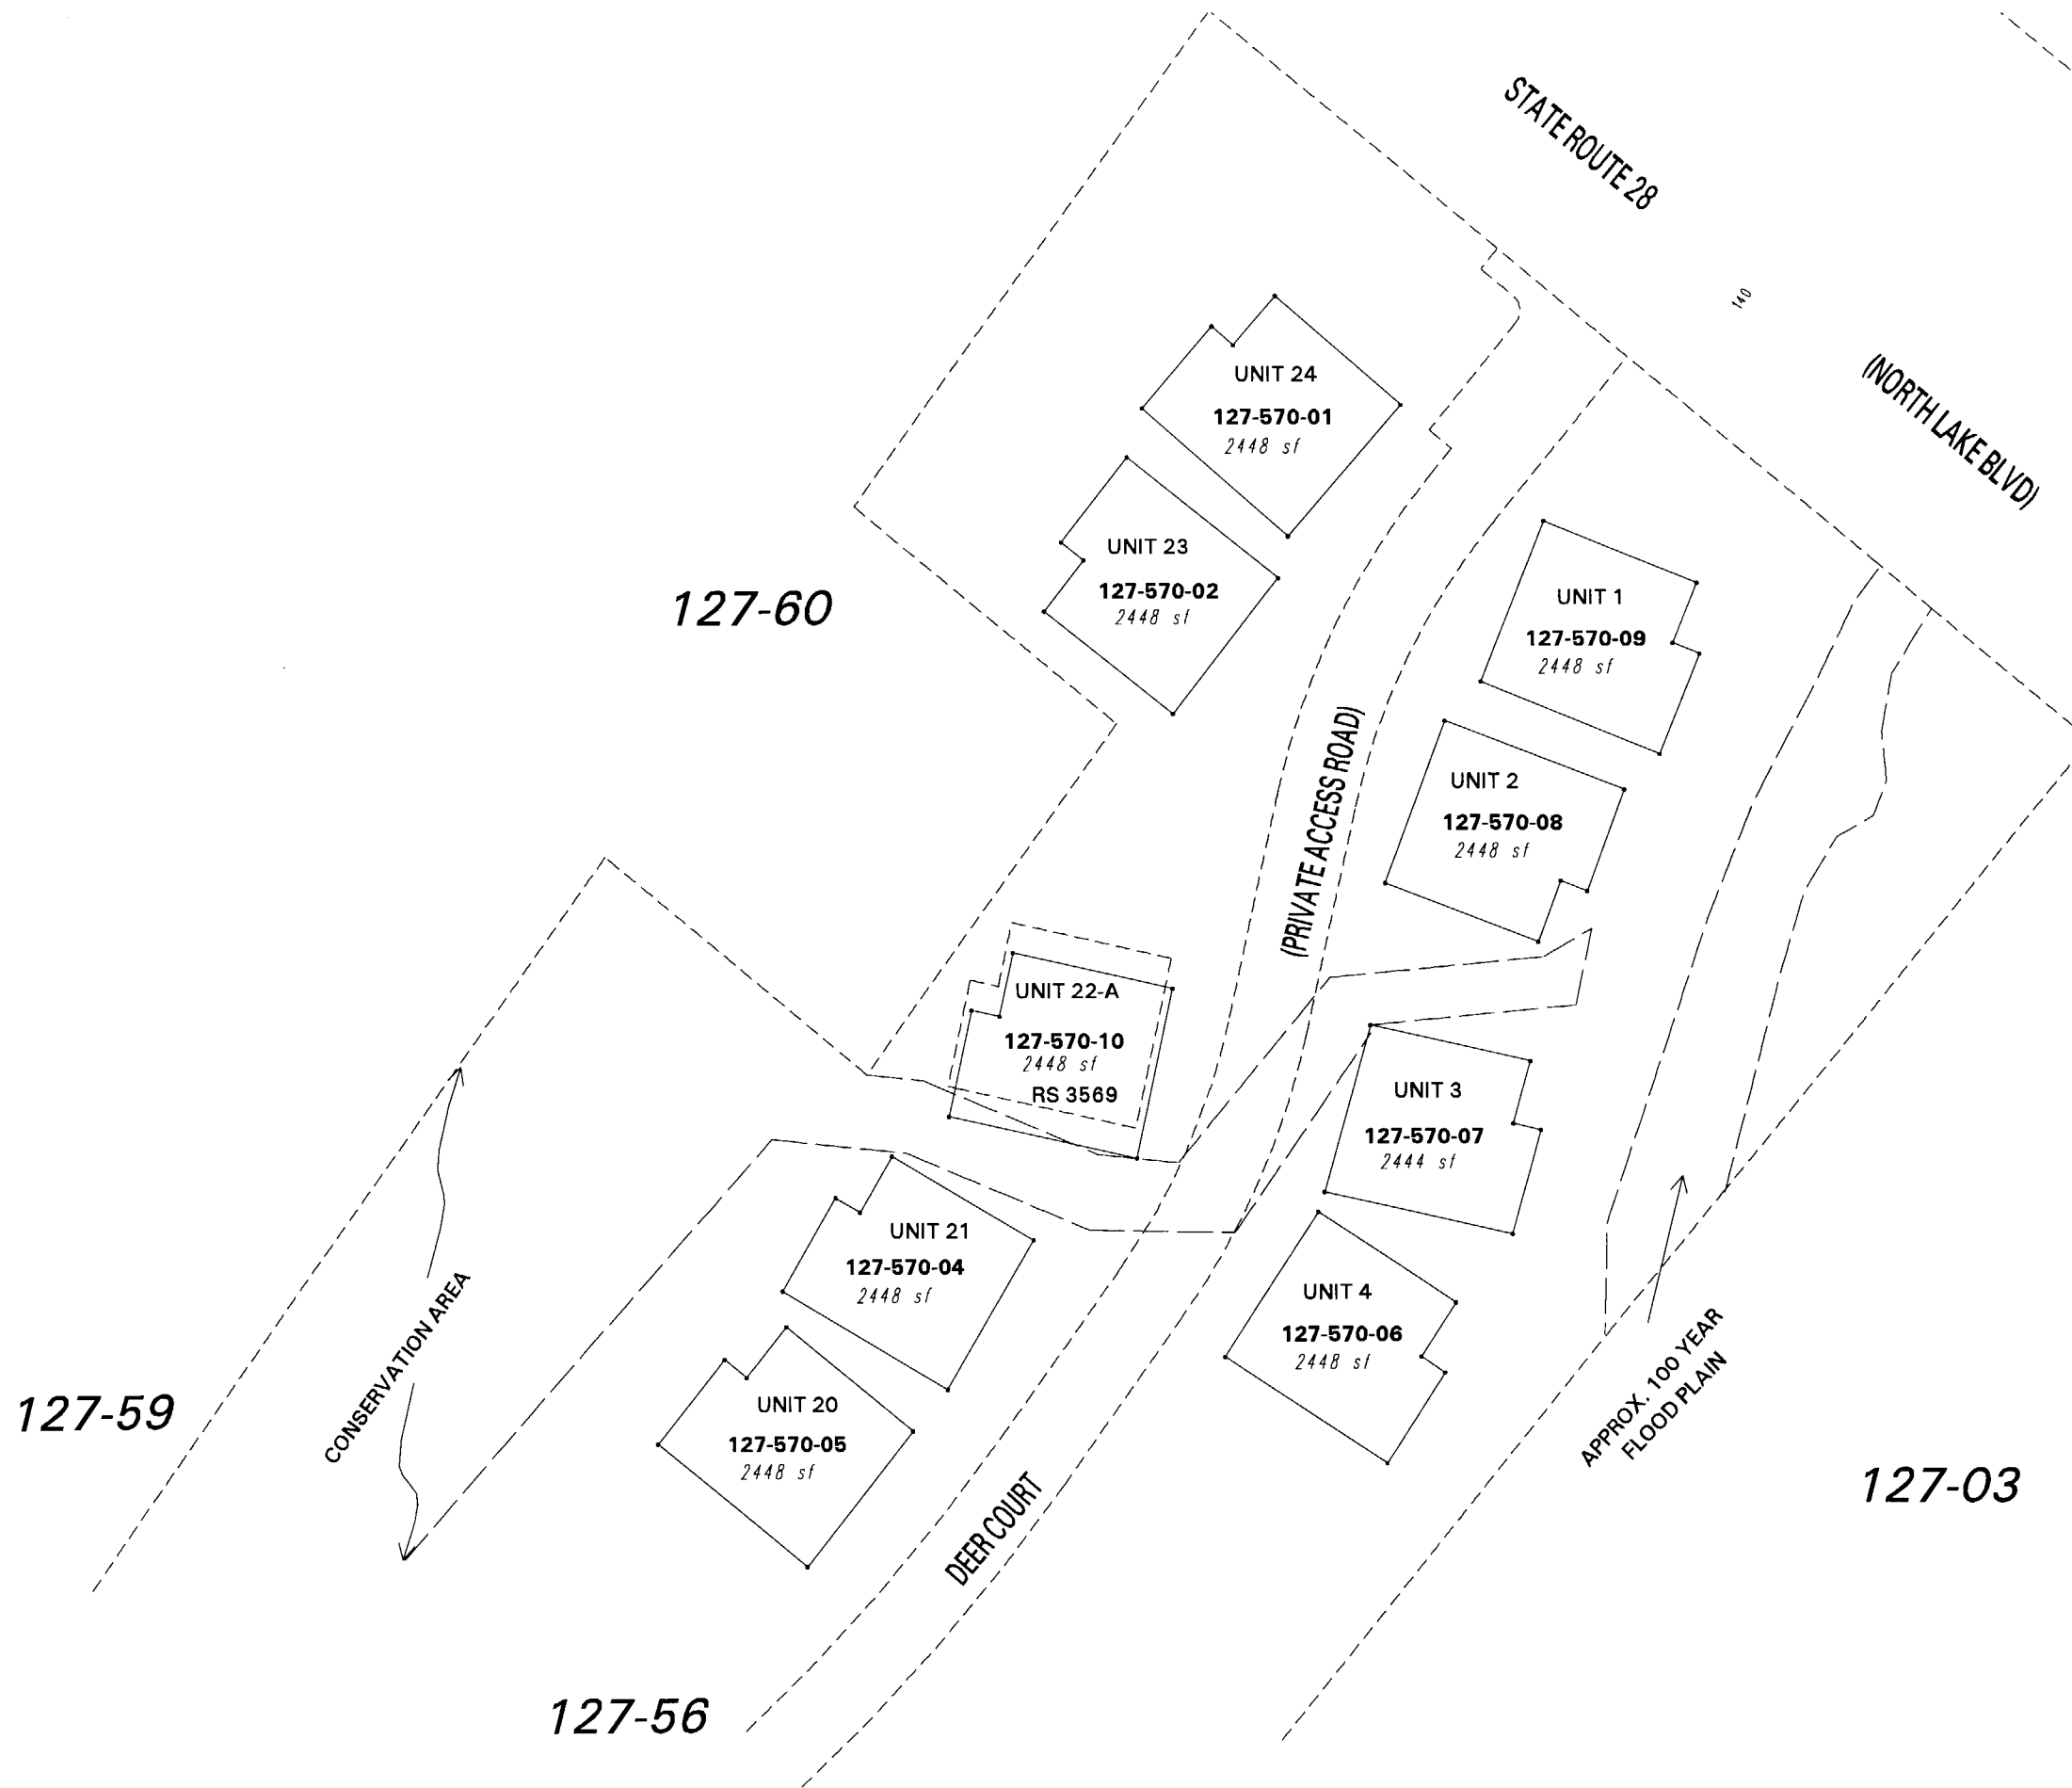 STATE ROUTE 28
140
(NORTH LAKE BLVD)
UNIT 24
127-570-01
2448 sf
UNIT 23
127-570-02
2448 sf
127-60
UNIT 1
127-570-09
2448 sf
(PRIVATE ACCESS ROAD)
UNIT 2
127-570-08
2448 sf
UNIT 22-A
127-570-10
2448 sf
RS 3569
UNIT 3
127-570-07
2444 sf
UNIT 21
127-570-04
2448 sf
UNIT 4
127-570-06
2448 sf
CONSERVATION AREA
127-59
UNIT 20
127-570-05
2448 sf
APPROX. 100 YEAR
FLOOD PLAIN
127-03
DEER COURT
127-56